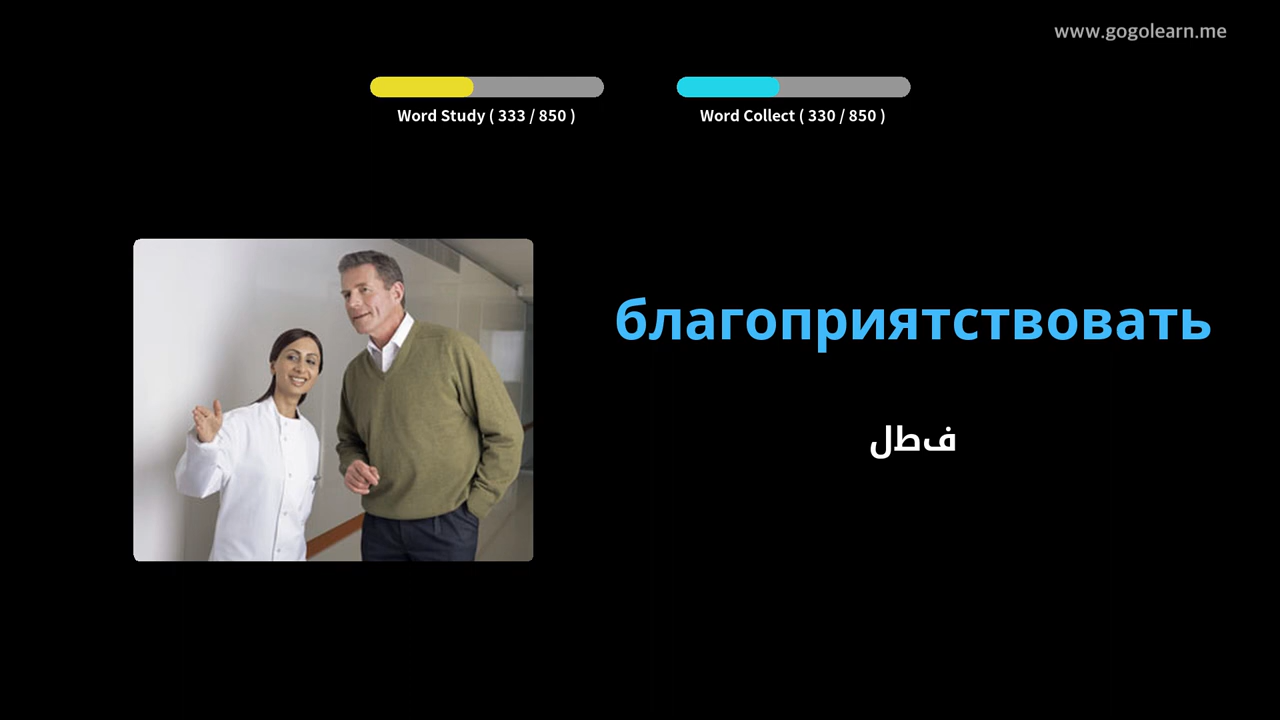 www.gogolearn.me
Word Study ( 333 / 850 )
Word Collect ( 330 / 850 )
благоприятствовать
فطل